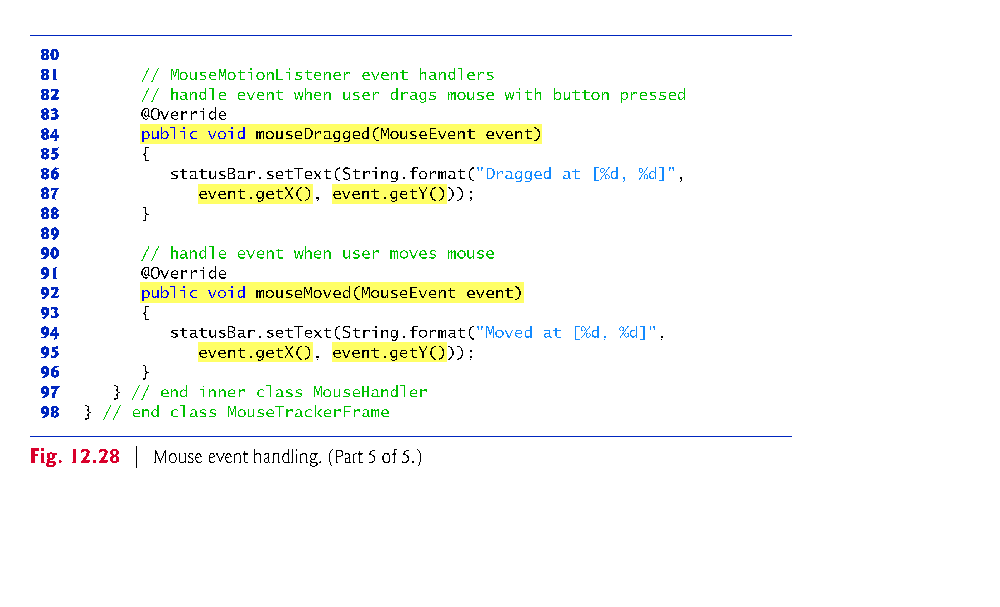 80
81 // MouseMotionListener event handlers
82 // handle event when user drags mouse with button pressed
83 @Override
84 public void mouseDragged(MouseEvent event)
85 {
86 statusBar.setText(String.format("Dragged at [%d, %d]",
87 event.getX(), event.getY()));
88 }
89
90 // handle event when user moves mouse
91 @Override
92 public void mouseMoved(MouseEvent event)
93 {
94 statusBar.setText(String.format("Moved at [%d, %d]",
95 event.getX(), event.getY()));
96 }
97 } // end inner class MouseHandler
98 } // end class MouseTrackerFrame
Fig. 12.28 | Mouse event handling. (Part 5 of 5.)